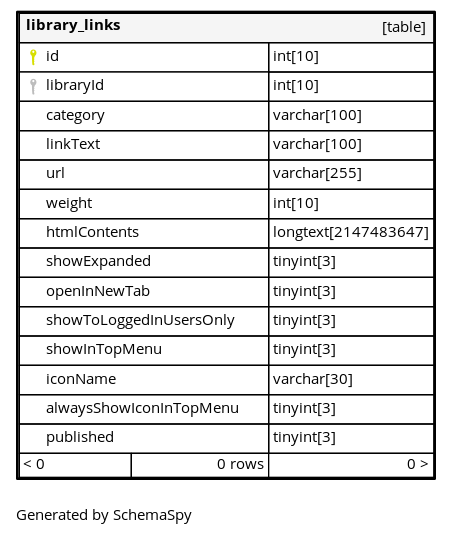 library_links [table]
id int[10]
libraryId int[10]
category varchar[100]
linkText varchar[100]
url varchar[255]
weight int[10]
htmlContents longtext[2147483647]
showExpanded tinyint[3]
openInNewTab tinyint[3]
showToLoggedInUsersOnly tinyint[3]
showInTopMenu tinyint[3]
iconName varchar[30]
alwaysShowIconInTopMenu tinyint[3]
published tinyint[3]
< 0 0 rows 0 >
Generated by SchemaSpy